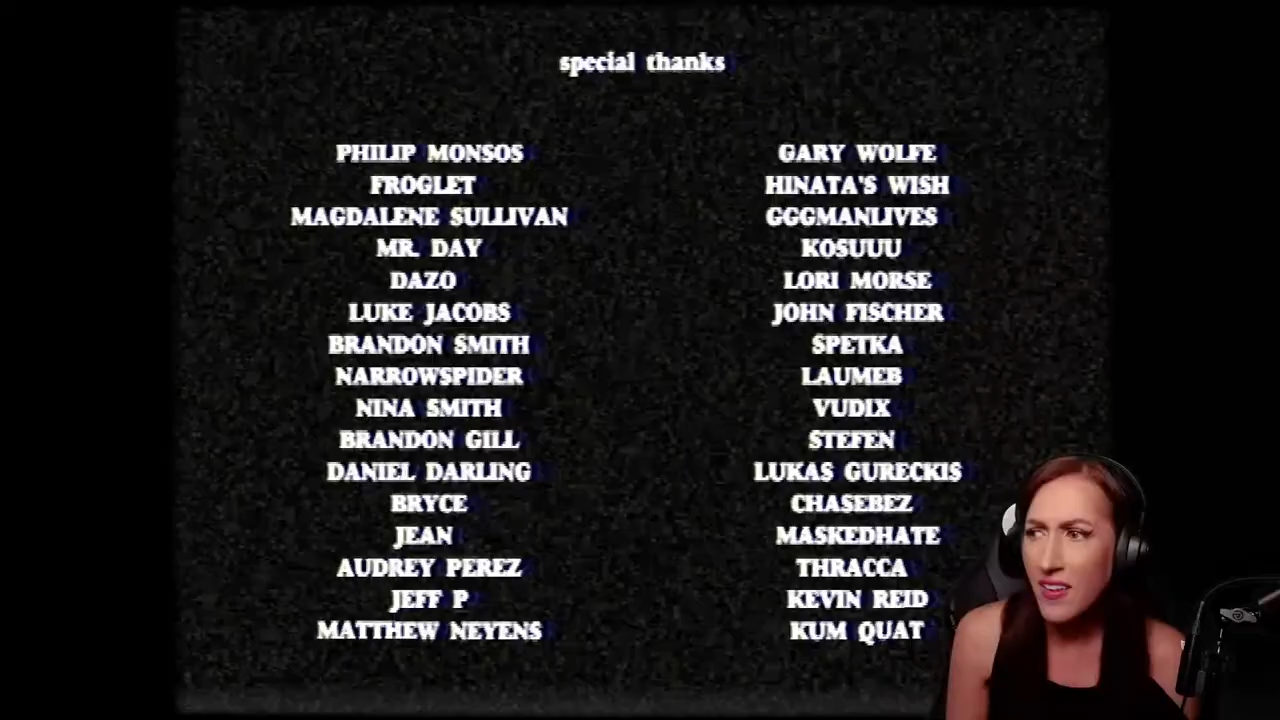 special thanks
PHILIP MONSOS
FROGLET
MAGDALENE SULLIVAN
MR. DAY
DAZO
LUKE JACOBS
BRANDON SMITH
NARROWSPIDER
NINA SMITH
BRANDON GILL
DANIEL DARLING
BRYCE
JEAN
AUDREY PEREZ
JEFF P
MATTHEW NEYENS
GARY WOLFE
HINATA'S WISH
GGGMANLIVES
KOSUUU
LORI MORSE
JOHN FISCHER
SPETKA
LAUMEB
VUDIX
STEFEN
LUKAS GURECKIS
CHASEBEZ
MASKEDHATE
THRACCA
KEVIN REID
KUM QUAT